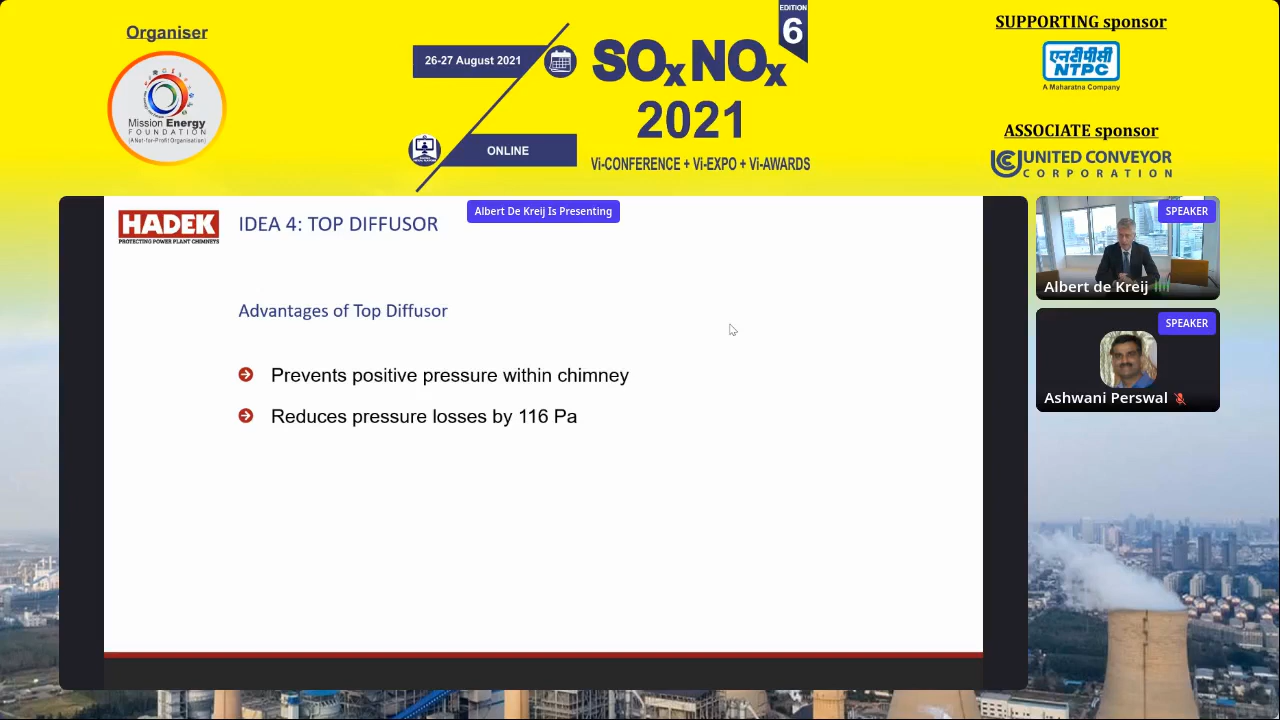 Organiser
Mission Energy
FOUNDATION
(A Net-for-Profit Organisation)
26-27 August 2021
ONLINE
EDITION
6
SOxNOx
2021
Vi-CONFERENCE + Vi-EXPO + Vi-AWARDS
SUPPORTING sponsor
एनटीपीसी
NTPC
A Maharatna Company
ASSOCIATE sponsor
UNITED CONVEYOR
CORPORATION
HADEK
PROTECTING POWER PLANT CHIMNEYS
IDEA 4: TOP DIFFUSOR
Albert De Kreij Is Presenting
Advantages of Top Diffusor
Prevents positive pressure within chimney
Reduces pressure losses by 116 Pa
SPEAKER
Albert de Kreij
SPEAKER
Ashwani Perswal